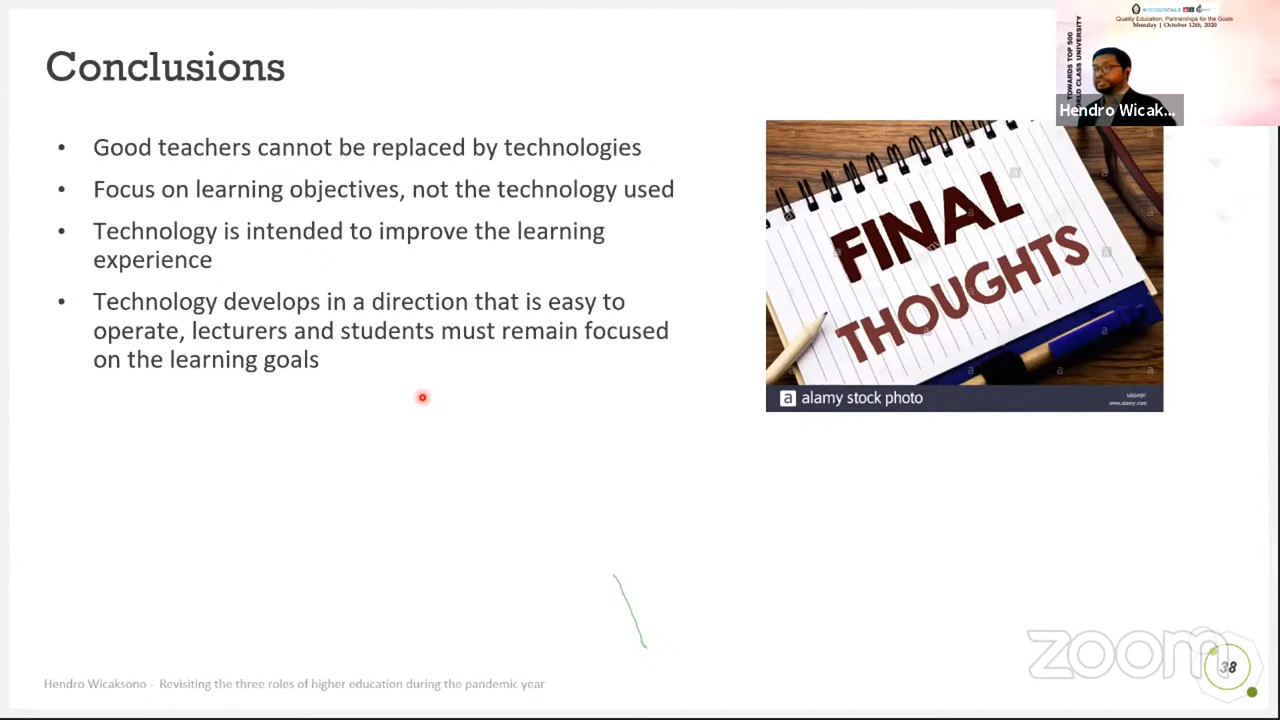 Conclusions
Quality Education, Partnerships for the Goals
Monday | October 12th, 2020
TOWARDS TOP 500
WORLD CLASS UNIVERSITY
Hendro Wicak...
• Good teachers cannot be replaced by technologies
• Focus on learning objectives, not the technology used
• Technology is intended to improve the learning
experience
• Technology develops in a direction that is easy to
operate, lecturers and students must remain focused
on the learning goals
FINAL
THOUGHTS
a alamy stock photo
www.alamy.com
zoom
38
Hendro Wicaksono - Revisiting the three roles of higher education during the pandemic year